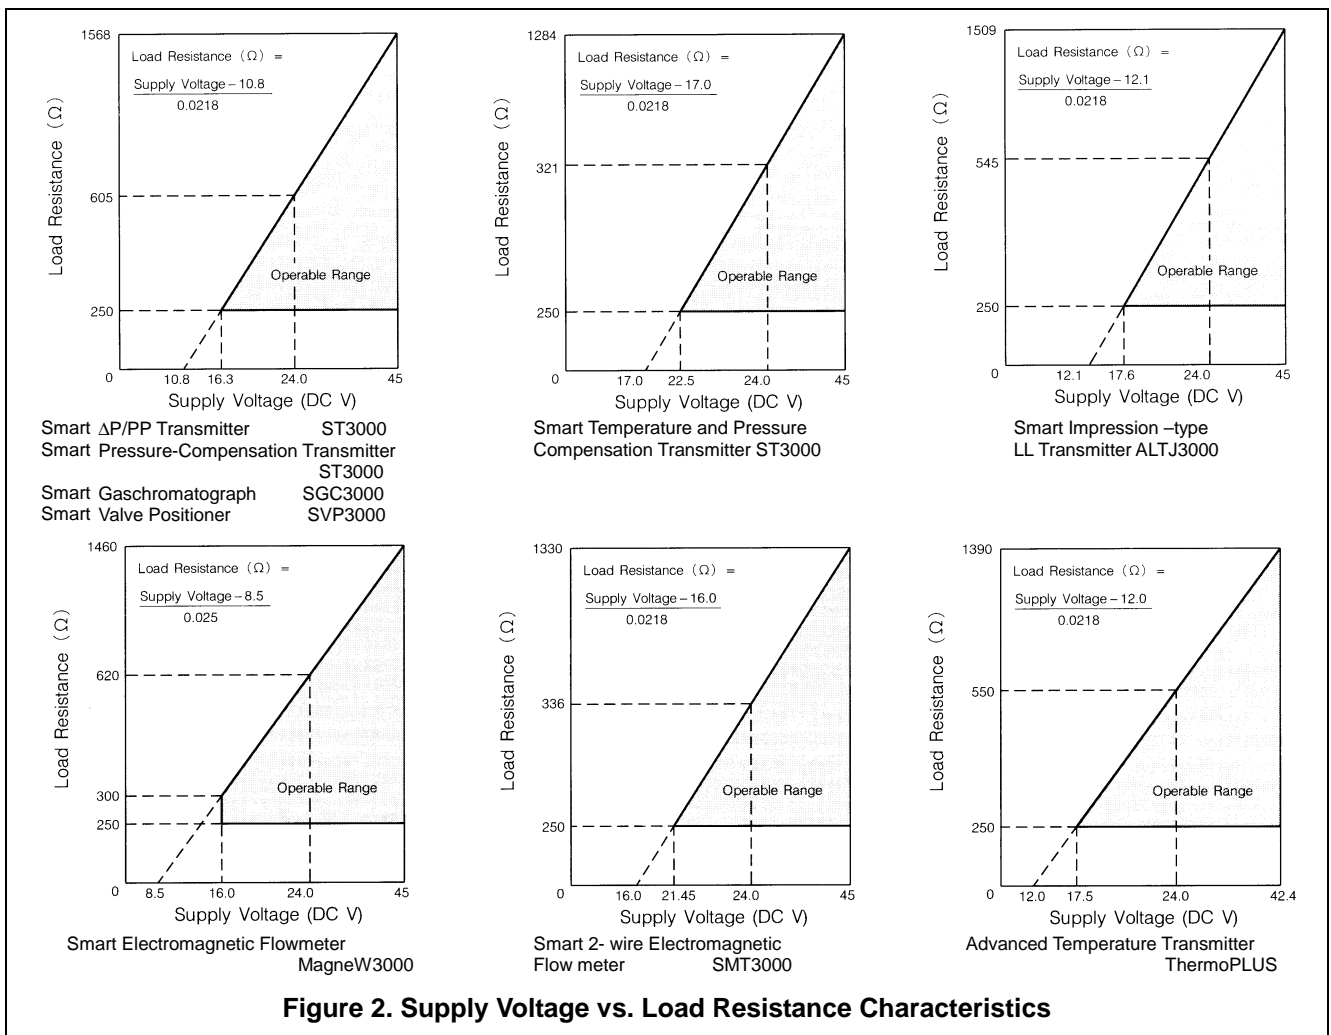 1568
Load Resistance (Ω) =
Supply Voltage – 10.8
0.0218
Load Resistance (Ω)
605
Operable Range
250
0
10.8 16.3 24.0 45
Supply Voltage (DC V)
Smart ΔP/PP Transmitter ST3000
Smart Pressure-Compensation Transmitter
ST3000
Smart Gaschromatograph SGC3000
Smart Valve Positioner SVP3000
1284
Load Resistance (Ω) =
Supply Voltage – 17.0
0.0218
Load Resistance (Ω)
321
Operable Range
250
0
17.0 22.5 24.0 45
Supply Voltage (DC V)
Smart Temperature and Pressure
Compensation Transmitter ST3000
1509
Load Resistance (Ω) =
Supply Voltage – 12.1
0.0218
Load Resistance (Ω)
545
Operable Range
250
0
12.1 17.6 24.0 45
Supply Voltage (DC V)
Smart Impression –type
LL Transmitter ALTJ3000
1460
Load Resistance (Ω) =
Supply Voltage – 8.5
0.025
Load Resistance (Ω)
620
Operable Range
300
250
0
8.5 16.0 24.0 45
Supply Voltage (DC V)
Smart Electromagnetic Flowmeter
MagneW3000
1330
Load Resistance (Ω) =
Supply Voltage – 16.0
0.0218
Load Resistance (Ω)
336
Operable Range
250
0
16.0 21.45 24.0 45
Supply Voltage (DC V)
Smart 2- wire Electromagnetic
Flow meter SMT3000
1390
Load Resistance (Ω) =
Supply Voltage – 12.0
0.0218
Load Resistance (Ω)
550
Operable Range
250
0
12.0 17.5 24.0 42.4
Supply Voltage (DC V)
Advanced Temperature Transmitter
ThermoPLUS
Figure 2. Supply Voltage vs. Load Resistance Characteristics